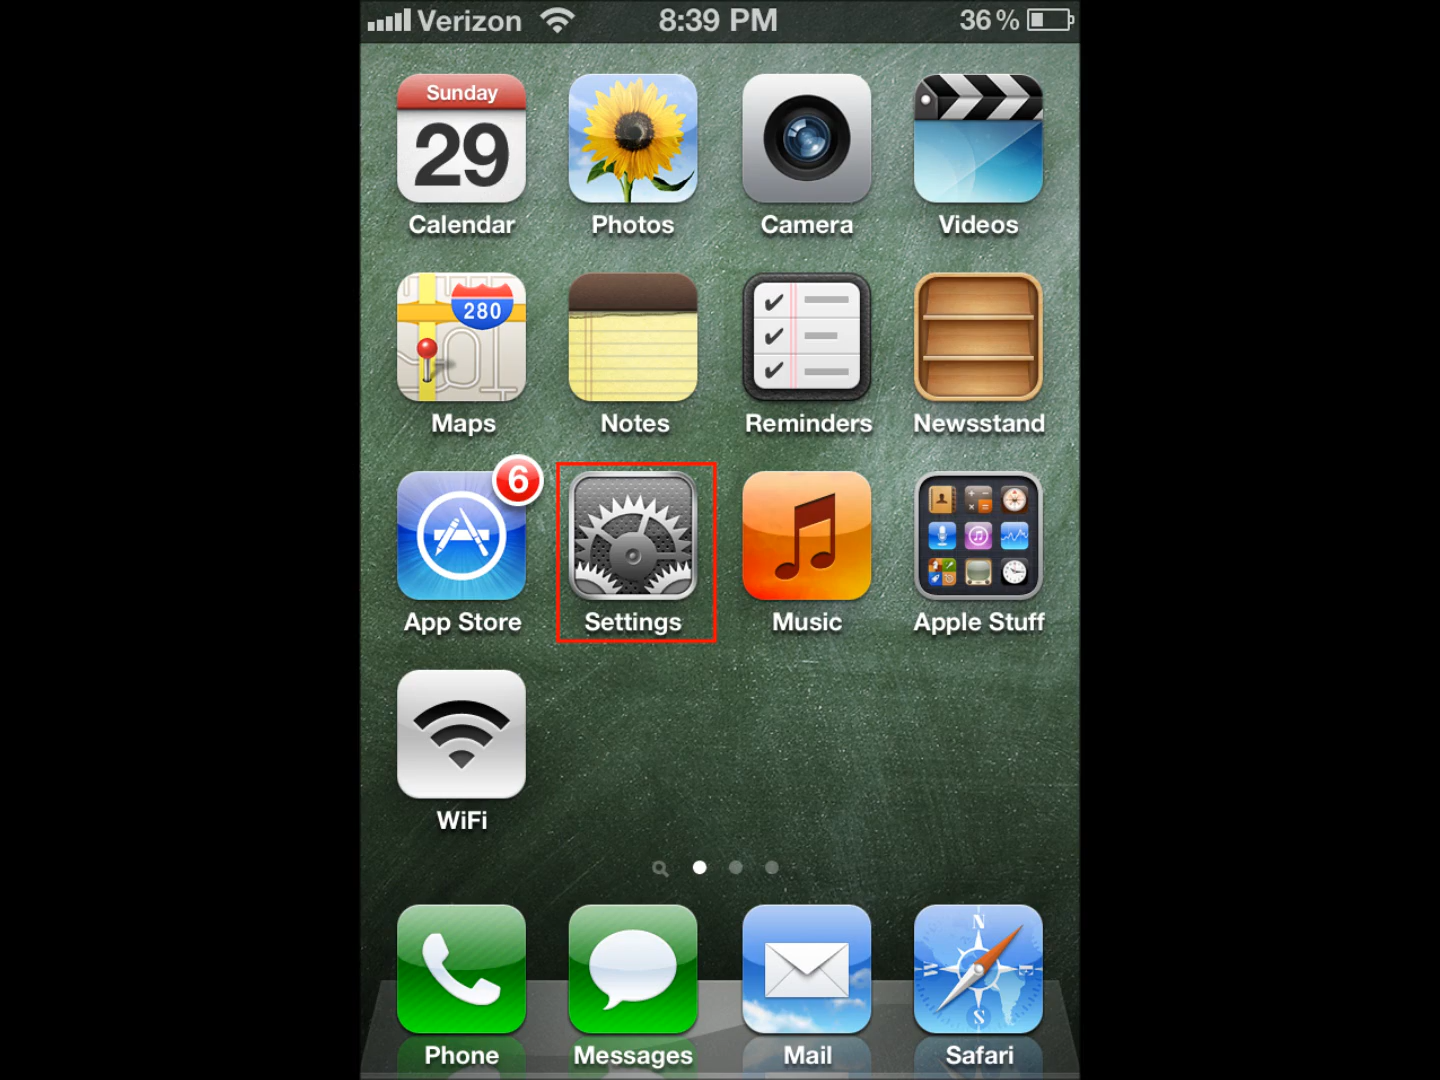 Verizon 8:39 PM 36 %
Sunday
29
Calendar Photos Camera Videos
280
Maps Notes Reminders Newsstand
6
App Store Settings Music Apple Stuff
WiFi
N
S
Phone Messages Mail Safari